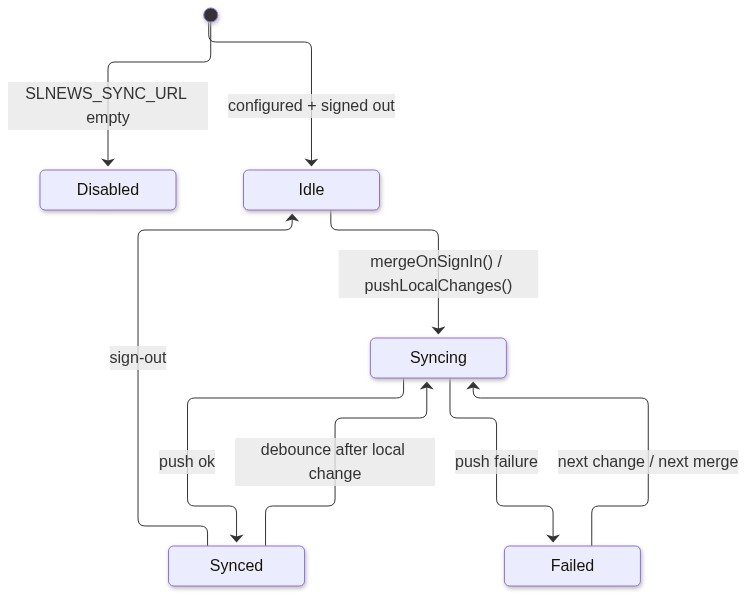 SLNEWS_SYNC_URL
empty
configured + signed out
Disabled
Idle
mergeOnSignIn() /
pushLocalChanges()
sign-out
Syncing
push ok
debounce after local
change
push failure
next change / next merge
Synced
Failed